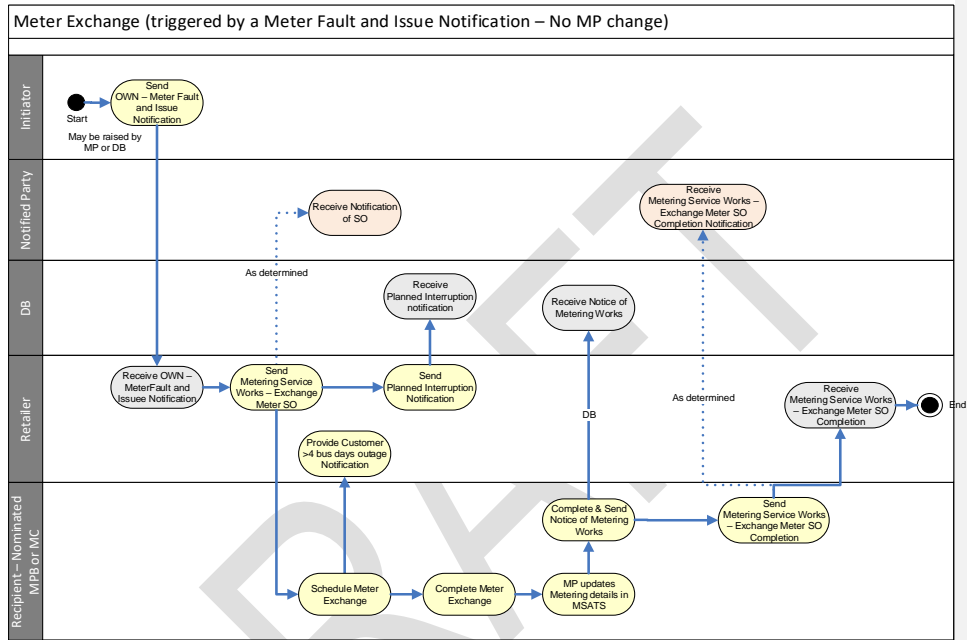 Meter Exchange (triggered by a Meter Fault and Issue Notification – No MP change)
Initiator
Start
May be raised by
MP or DB
Send
OWN – Meter Fault
and Issue
Notification
Notified Party
Receive Notification
of SO
Receive
Metering Service Works –
Exchange Meter SO
Completion Notification
As determined
DB
Receive
Planned Interruption
notification
Receive Notice of
Metering Works
Retailer
Receive OWN –
MeterFault and
Issuee Notification
Send
Metering Service
Works – Exchange
Meter SO
Send
Planned Interruption
Notification
Provide Customer
>4 bus days outage
Notification
DB
As determined
Receive
Metering Service Works
– Exchange Meter SO
Completion
End
Recipient – Nominated
MPB or MC
Schedule Meter
Exchange
Complete Meter
Exchange
MP updates
Metering details in
MSATS
Complete & Send
Notice of Metering
Works
Send
Metering Service Works
– Exchange Meter SO
Completion
DRAFT